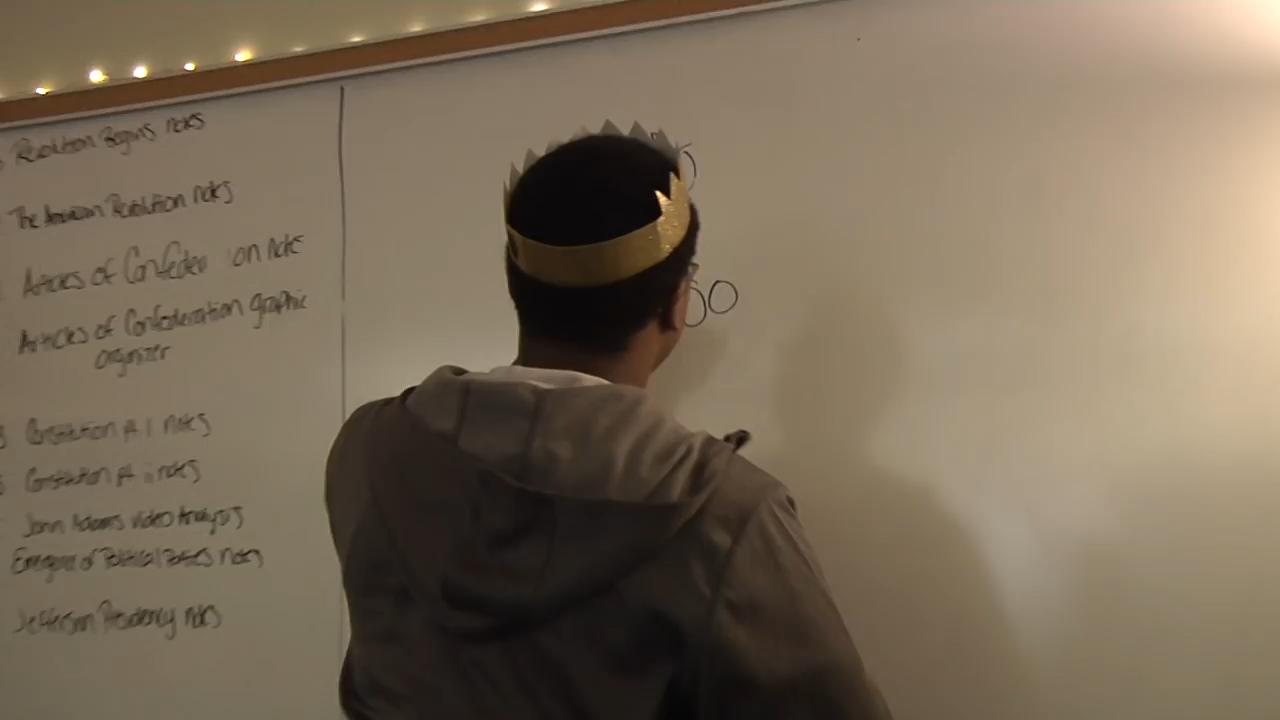 Revolution Begins notes
The American Revolution notes
Articles of Confeder on notes
Articles of Confederation graphic
organizer
Constitution pt 1 notes
Constitution pt ii notes
John Adams video Analysis
Emergence of Political Parties notes
Jefferson Presidency notes